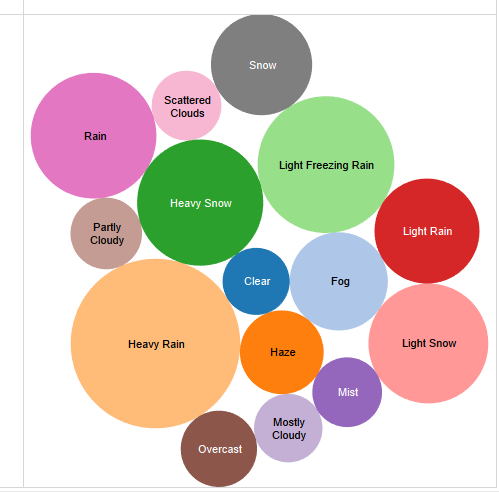 Snow
Scattered
Clouds
Rain
Light Freezing Rain
Heavy Snow
Partly
Cloudy
Light Rain
Clear
Fog
Heavy Rain
Haze
Light Snow
Mist
Mostly
Cloudy
Overcast